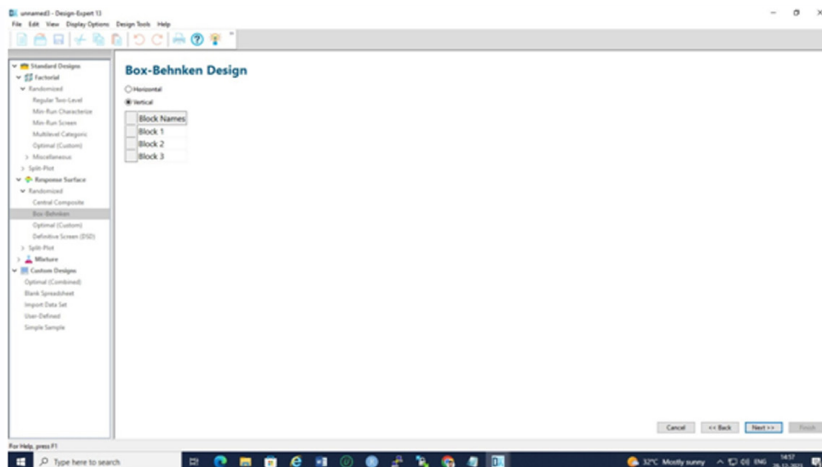 unnamed3 - Design-Expert 13
File Edit View Display Options Design Tools Help
Standard Designs
Factorial
Randomized
Regular Two-Level
Min-Run Characterize
Min-Run Screen
Multilevel Categoric
Optimal (Custom)
Miscellaneous
Split-Plot
Response Surface
Randomized
Central Composite
Box-Behnken
Optimal (Custom)
Definitive Screen (DSD)
Split-Plot
Mixture
Custom Designs
Optimal (Combined)
Blank Spreadsheet
Import Data Set
User-Defined
Simple Sample
Box-Behnken Design
Horizontal
Vertical
Block Names
Block 1
Block 2
Block 3
Cancel << Back Next >> Finish
For Help, press F1
Type here to search
32°C Mostly sunny ENG 14:57